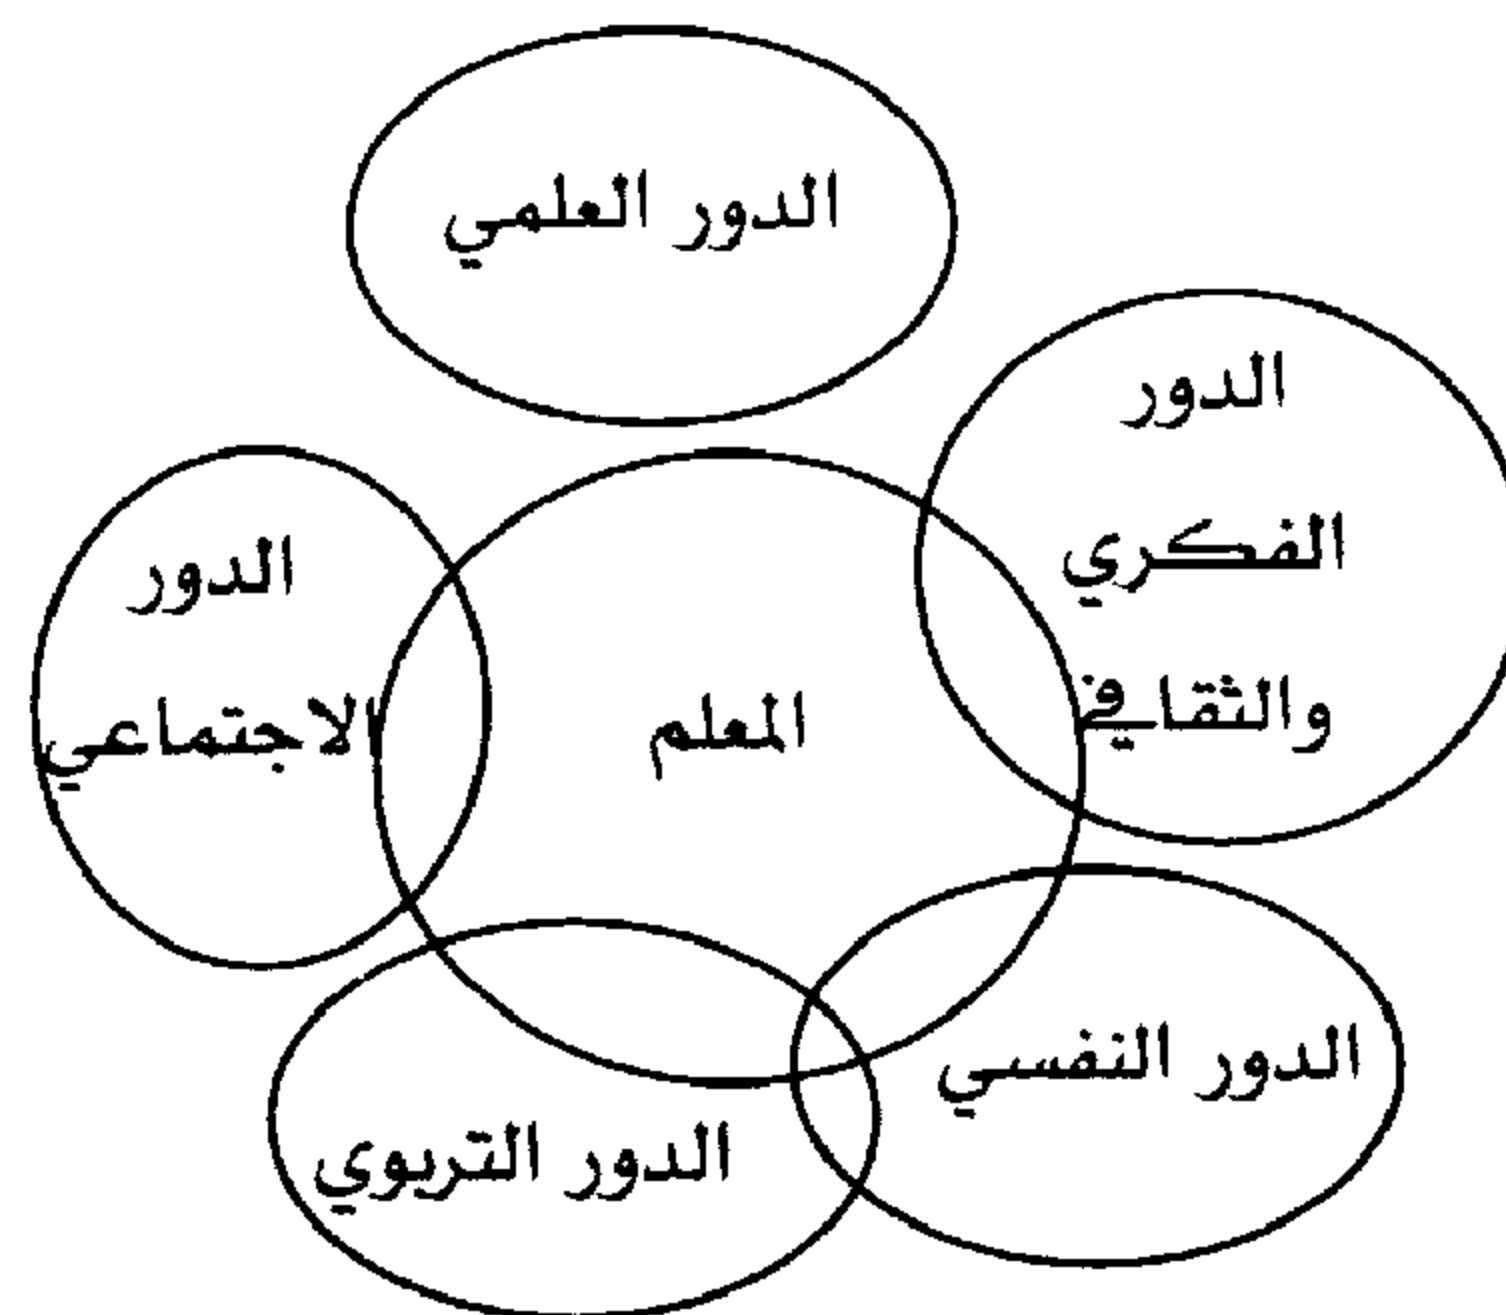 الدور العلمي
الدور
الفكري
والثقافي
الدور
الاجتماعي
المعلم
الدور النفسي
الدور التربوي